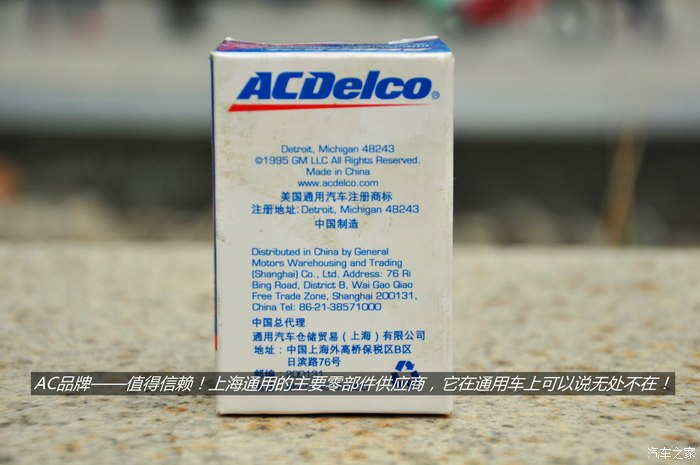 ACDelco®
Detroit, Michigan 48243
©1995 GM LLC All Rights Reserved.
Made in China
www.acdelco.com
美国通用汽车注册商标
注册地址: Detroit, Michigan 48243
中国制造
Distributed in China by General
Motors Warehousing and Trading
(Shanghai) Co., Ltd. Address: 76 Ri
Bing Road, District B, Wai Gao Qiao
Free Trade Zone, Shanghai 200131,
China Tel: 86-21-38571000
中国总代理
通用汽车仓储贸易（上海）有限公司
地址：中国上海外高桥保税区B区
日滨路76号
邮编：200131
AC品牌——值得信赖！上海通用的主要零部件供应商，它在通用车上可以说无处不在！
汽车之家